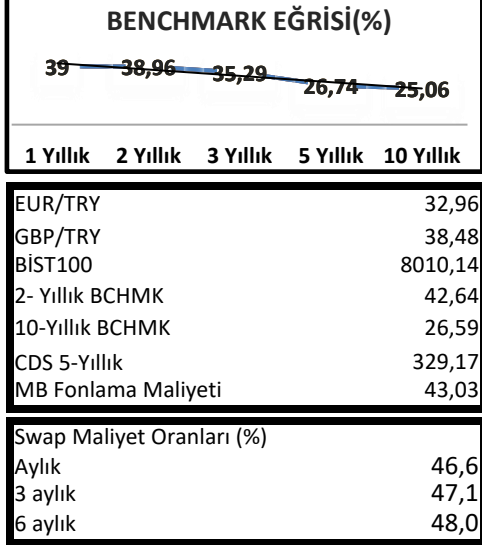 BENCHMARK EĞRİSİ(%)
39 38,96 35,29 26,74 25,06
1 Yıllık 2 Yıllık 3 Yıllık 5 Yıllık 10 Yıllık
EUR/TRY 32,96
GBP/TRY 38,48
BİST100 8010,14
2- Yıllık BCHMK 42,64
10-Yıllık BCHMK 26,59
CDS 5-Yıllık 329,17
MB Fonlama Maliyeti 43,03
Swap Maliyet Oranları (%)
Aylık 46,6
3 aylık 47,1
6 aylık 48,0